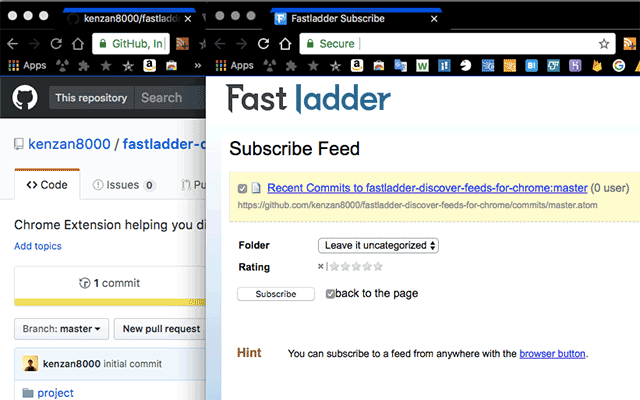 kenzan8000/fastladde
Fastladder Subscribe
GitHub, In
Secure
Apps
Apps
This repository
Search
kenzan8000 / fastladder-d
Code
Issues 0
Pu
Chrome Extension helping you di
Add topics
1 commit
Branch: master
New pull request
kenzan8000 initial commit
project
Fast ladder
Subscribe Feed
Recent Commits to fastladder-discover-feeds-for-chrome:master (0 user)
https://github.com/kenzan8000/fastladder-discover-feeds-for-chrome/commits/master.atom
Folder
Leave it uncategorized
Rating
Subscribe
back to the page
Hint
You can subscribe to a feed from anywhere with the browser button.